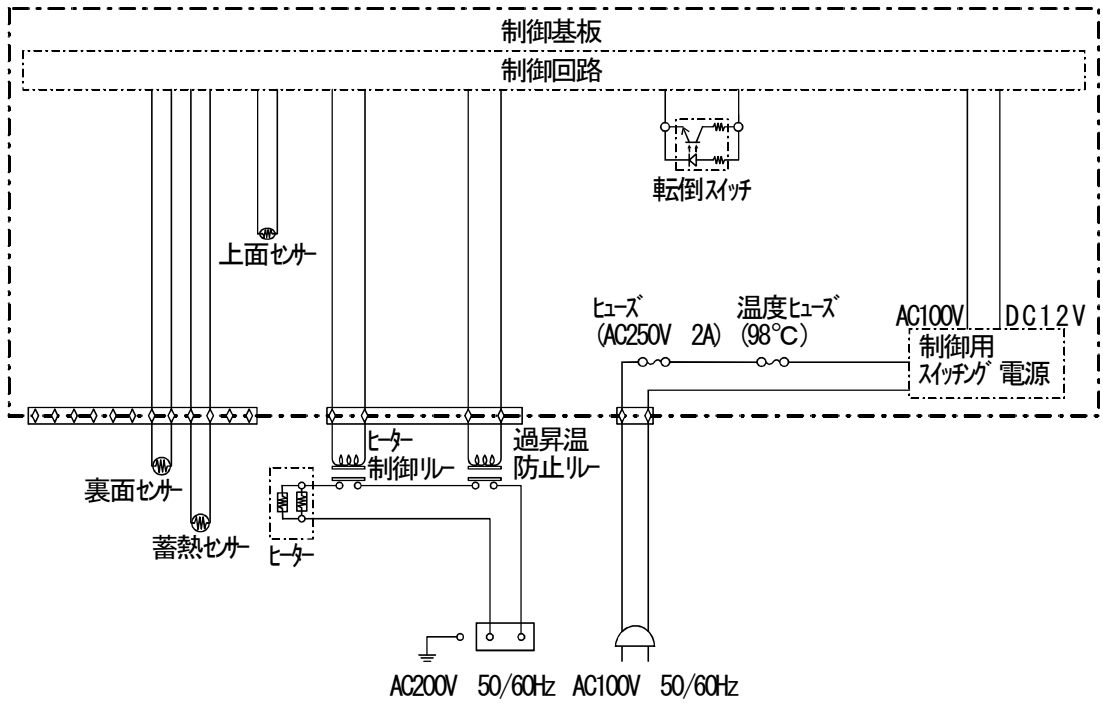 制御基板
制御回路
転倒スイッチ
上面センサー
ヒューズ
(AC250V 2A)
温度ヒューズ
(98℃)
AC100V
DC12V
制御用
スイッチング電源
ヒーター
制御リレー
過昇温
防止リレー
裏面センサー
蓄熱センサー
ヒーター
AC200V 50/60Hz
AC100V 50/60Hz